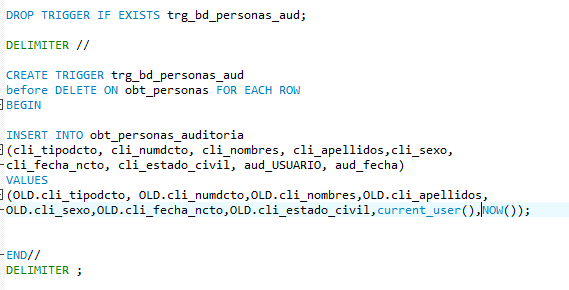 DROP TRIGGER IF EXISTS trg_bd_personas_aud;
DELIMITER //
CREATE TRIGGER trg_bd_personas_aud
before DELETE ON obt_personas FOR EACH ROW
BEGIN
INSERT INTO obt_personas_auditoria
(cli_tipodcto, cli_numdcto, cli_nombres, cli_apellidos,cli_sexo,
cli_fecha_ncto, cli_estado_civil, aud_USUARIO, aud_fecha)
VALUES
(OLD.cli_tipodcto, OLD.cli_numdcto,OLD.cli_nombres,OLD.cli_apellidos,
OLD.cli_sexo,OLD.cli_fecha_ncto,OLD.cli_estado_civil,current_user(),NOW());
END//
DELIMITER ;